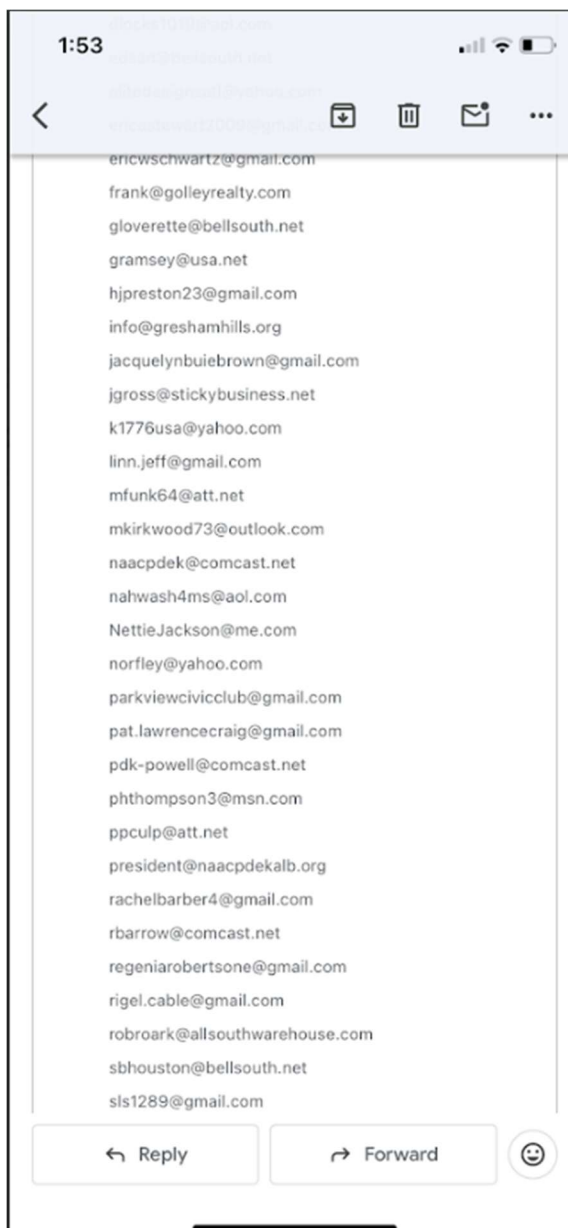 1:53
ericwschwartz@gmail.com
frank@golleyrealty.com
gloverette@bellsouth.net
gramsey@usa.net
hjpreston23@gmail.com
info@greshamhills.org
jacquelynbuiebrown@gmail.com
jgross@stickybusiness.net
k1776usa@yahoo.com
linn.jeff@gmail.com
mfunk64@att.net
mkirkwood73@outlook.com
naacpdek@comcast.net
nahwash4ms@aol.com
NettieJackson@me.com
norfley@yahoo.com
parkviewcivicclub@gmail.com
pat.lawrencecraig@gmail.com
pdk-powell@comcast.net
phthompson3@msn.com
ppculp@att.net
president@naacpdekalb.org
rachelbarber4@gmail.com
rbarrow@comcast.net
regeniarobertsone@gmail.com
rigel.cable@gmail.com
robroark@allsouthwarehouse.com
sbhouston@bellsouth.net
sls1289@gmail.com
Reply Forward